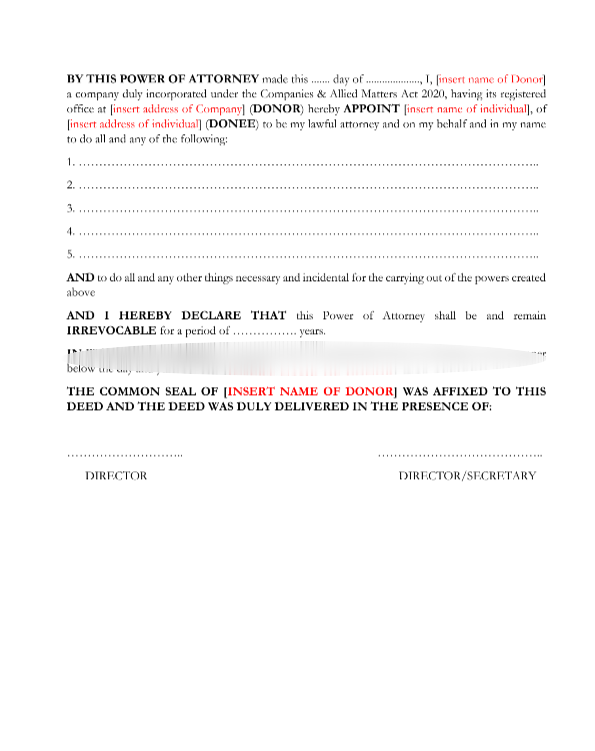 BY THIS POWER OF ATTORNEY made this ....... day of ....................., I, [insert name of Donor]
a company duly incorporated under the Companies & Allied Matters Act 2020, having its registered
office at [insert address of Company] (DONOR) hereby APPOINT [insert name of individual], of
[insert address of individual] (DONEE) to be my lawful attorney and on my behalf and in my name
to do all and any of the following:
1. ………………………………………………………………………………………………..
2. ………………………………………………………………………………………………..
3. ………………………………………………………………………………………………..
4. ………………………………………………………………………………………………..
5. ………………………………………………………………………………………………..
AND to do all and any other things necessary and incidental for the carrying out of the powers created
above
AND I HEREBY DECLARE THAT this Power of Attorney shall be and remain
IRREVOCABLE for a period of ……………. years.
below the day
THE COMMON SEAL OF [INSERT NAME OF DONOR] WAS AFFIXED TO THIS
DEED AND THE DEED WAS DULY DELIVERED IN THE PRESENCE OF:
……………………….. …………………………………..
DIRECTOR DIRECTOR/SECRETARY